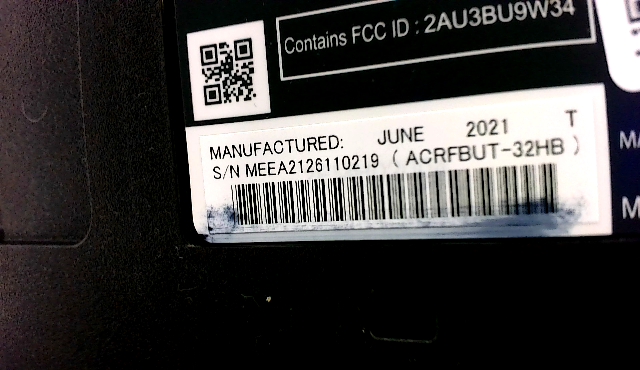 Contains FCC ID : 2AU3BU9W34
MANUFACTURED: JUNE 2021 T
S/N MEEA2126110219 ( ACRFBUT-32HB )